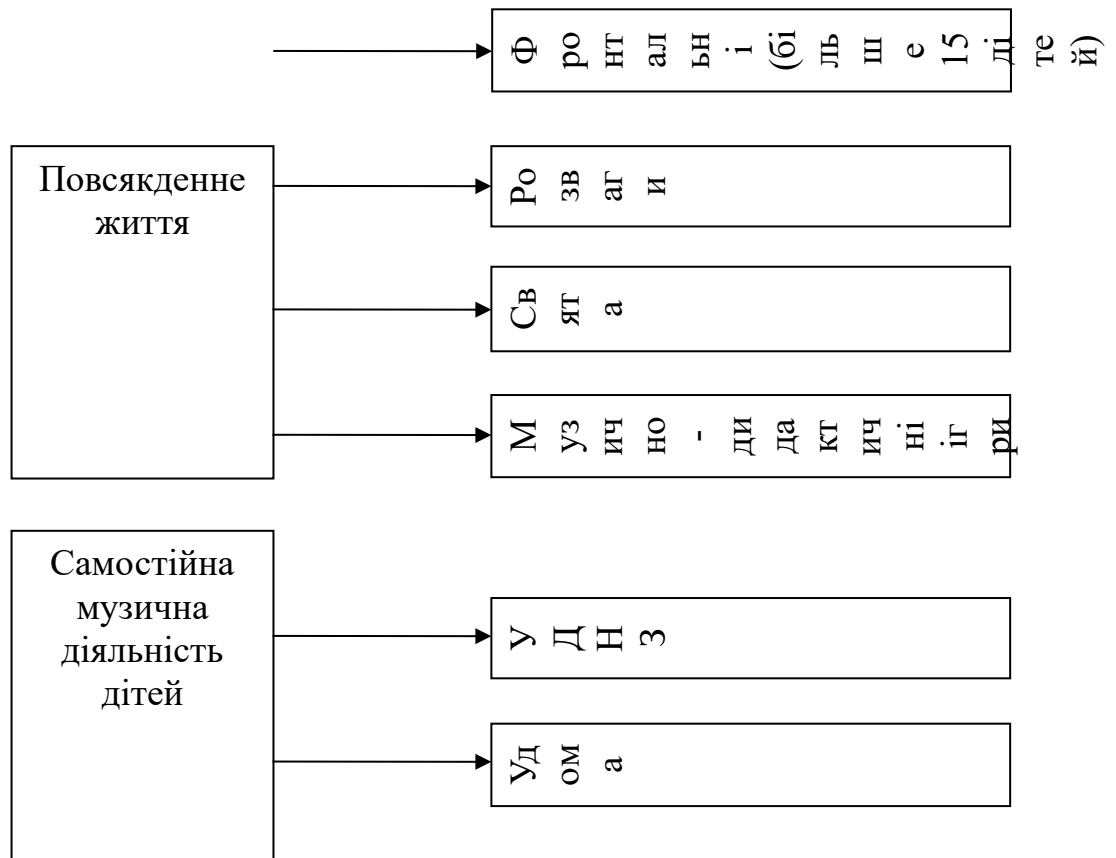 Фронтальні (більше 15 дітей)
Повсякденне
життя
Розваги
Свята
Музично-дидактичні ігри
Самостійна
музична
діяльність
дітей
У ДНЗ
Удома